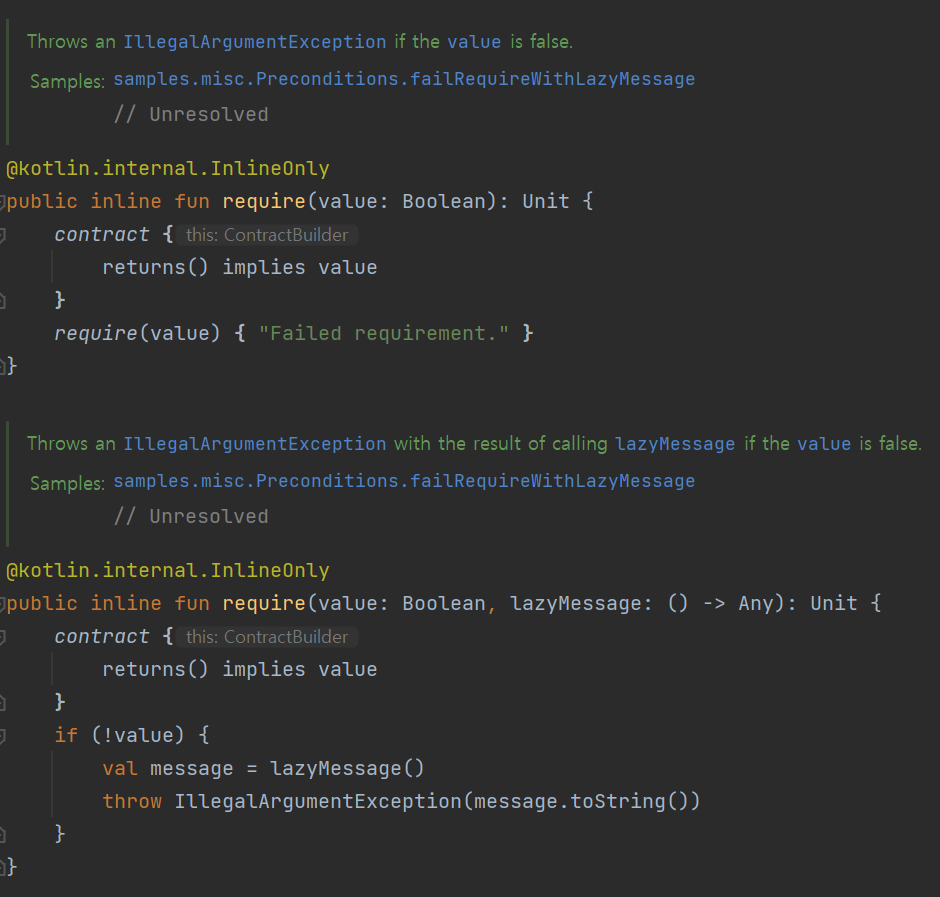 Throws an IllegalArgumentException if the value is false.
Samples: samples.misc.Preconditions.failRequireWithLazyMessage
// Unresolved
@kotlin.internal.InlineOnly
public inline fun require(value: Boolean): Unit {
contract { this: ContractBuilder
returns() implies value
}
require(value) { "Failed requirement." }
}
Throws an IllegalArgumentException with the result of calling lazyMessage if the value is false.
Samples: samples.misc.Preconditions.failRequireWithLazyMessage
// Unresolved
@kotlin.internal.InlineOnly
public inline fun require(value: Boolean, lazyMessage: () -> Any): Unit {
contract { this: ContractBuilder
returns() implies value
}
if (!value) {
val message = lazyMessage()
throw IllegalArgumentException(message.toString())
}
}